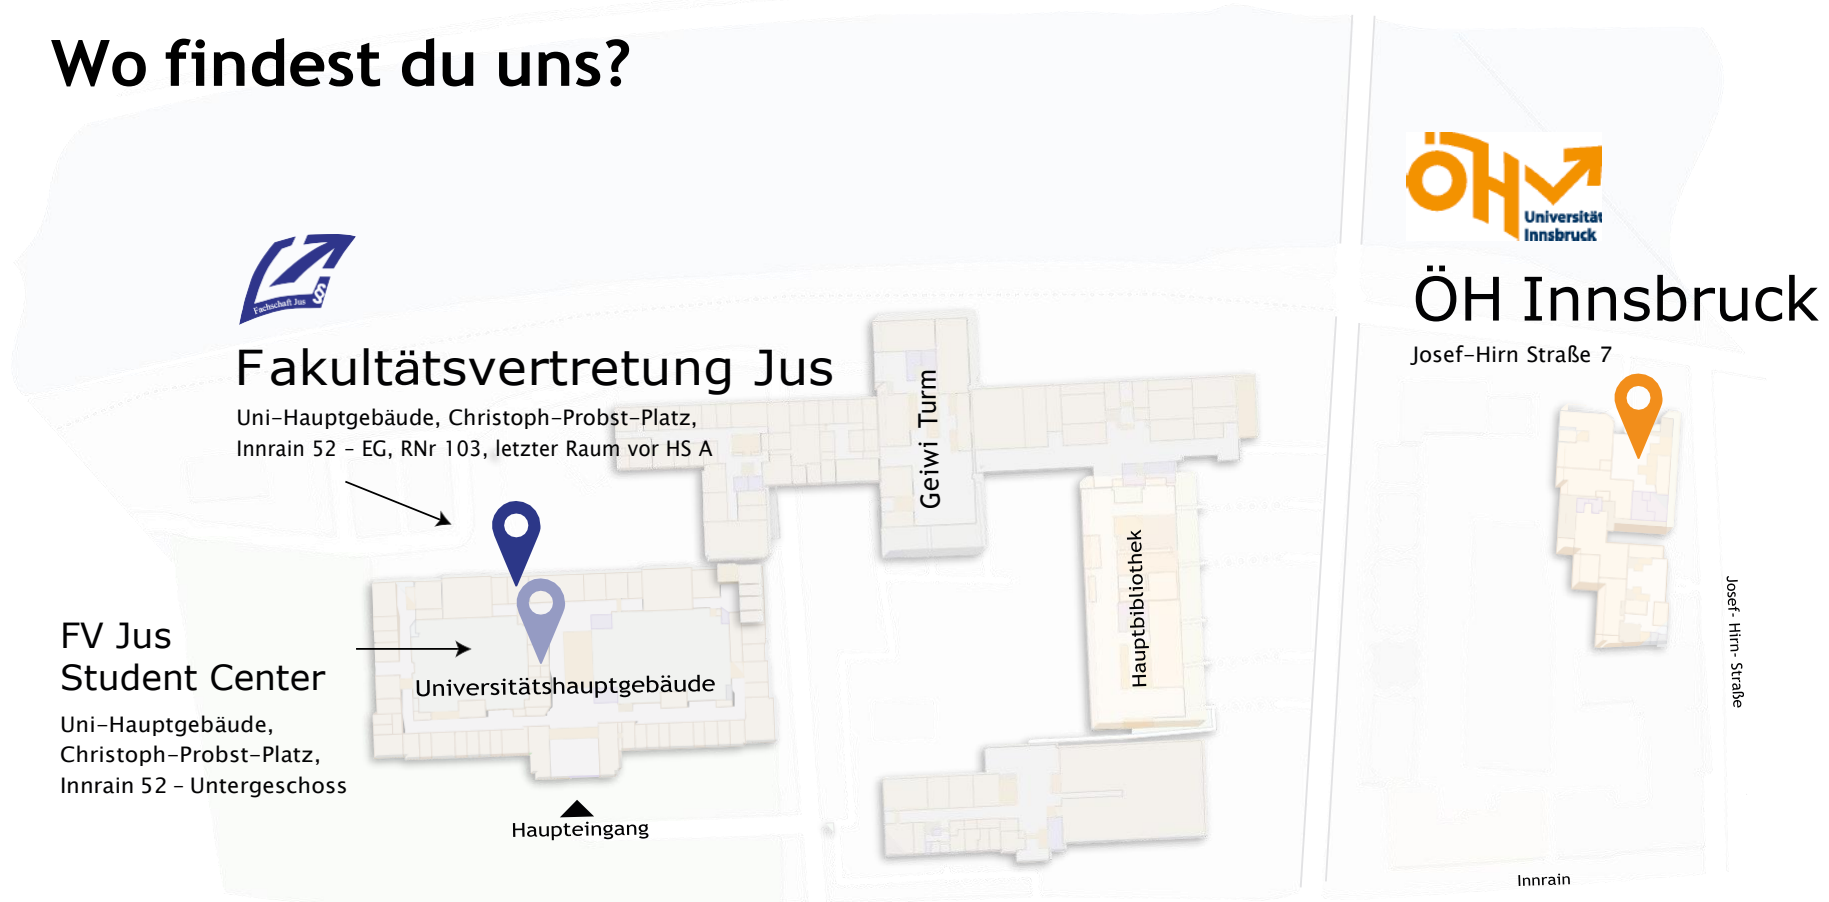 Wo findest du uns?
ÖH
Universität
Innsbruck
ÖH Innsbruck
Josef-Hirn Straße 7
Fachschaft Jus §
Fakultätsvertretung Jus
Uni-Hauptgebäude, Christoph-Probst-Platz,
Innrain 52 – EG, RNr 103, letzter Raum vor HS A
Geiwi Turm
Hauptbibliothek
FV Jus
Student Center
Uni-Hauptgebäude,
Christoph-Probst-Platz,
Innrain 52 – Untergeschoss
Universitätshauptgebäude
Haupteingang
Josef- Hirn- Straße
Innrain